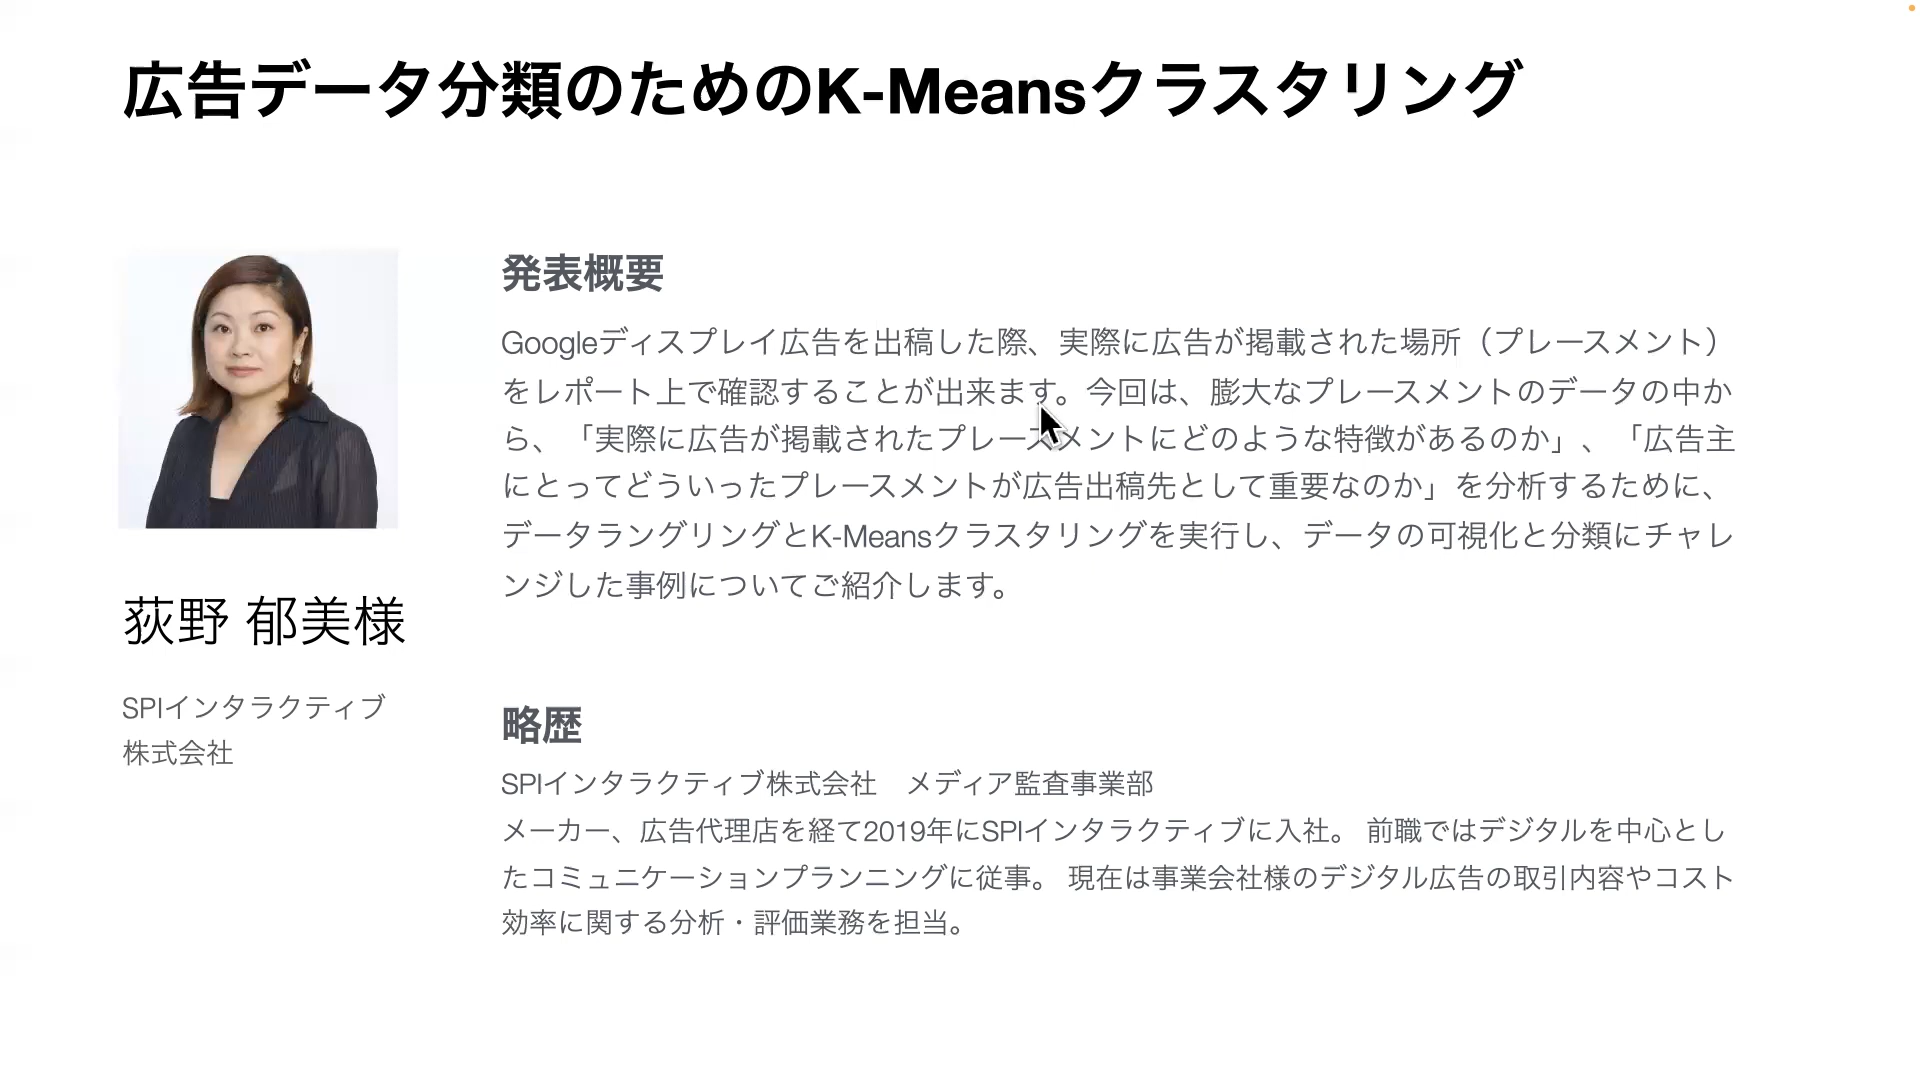 広告データ分類のためのK-Meansクラスタリング
発表概要
Googleディスプレイ広告を出稿した際、実際に広告が掲載された場所（プレースメント）
をレポート上で確認することが出来ます。今回は、膨大なプレースメントのデータの中か
ら、「実際に広告が掲載されたプレースメントにどのような特徴があるのか」、「広告主
にとってどういったプレースメントが広告出稿先として重要なのか」を分析するために、
データラングリングとK-Meansクラスタリングを実行し、データの可視化と分類にチャレ
ンジした事例についてご紹介します。
荻野 郁美様
SPIインタラクティブ
株式会社
略歴
SPIインタラクティブ株式会社　メディア監査事業部
メーカー、広告代理店を経て2019年にSPIインタラクティブに入社。 前職ではデジタルを中心とし
たコミュニケーションプランニングに従事。 現在は事業会社様のデジタル広告の取引内容やコスト
効率に関する分析・評価業務を担当。